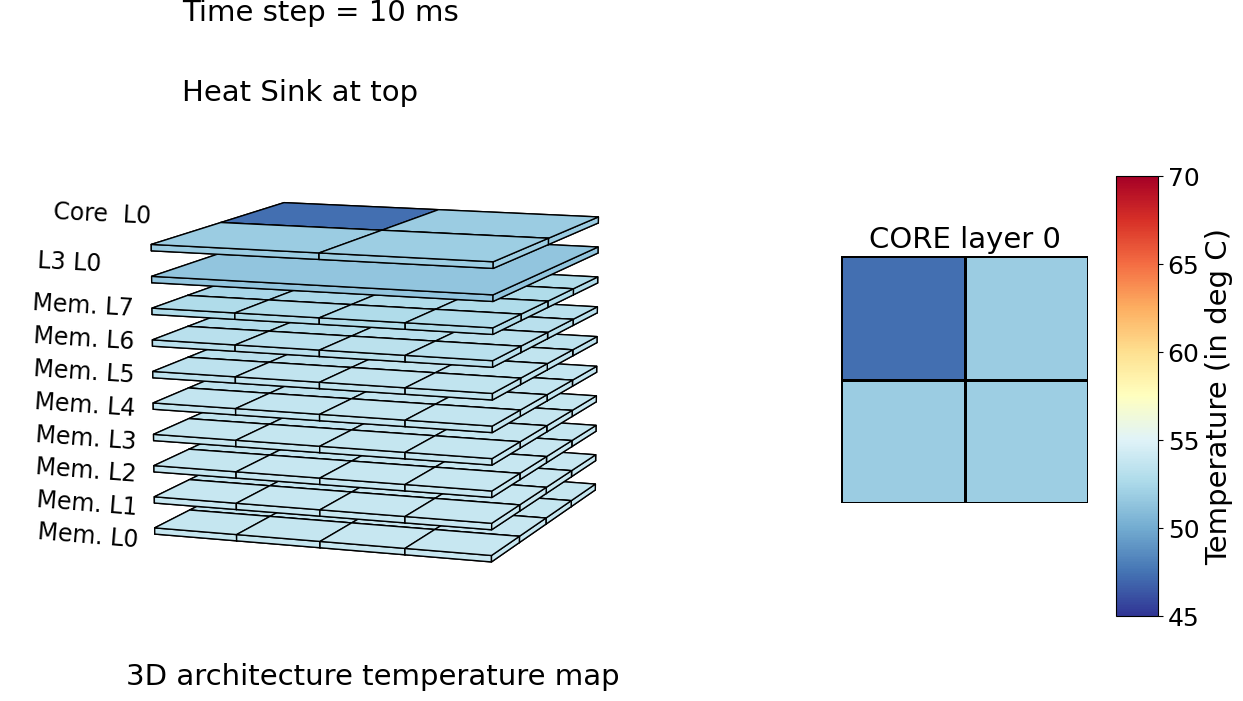 Time step = 10 ms
Heat Sink at top
Core  L0
L3 L0
Mem. L7
Mem. L6
Mem. L5
Mem. L4
Mem. L3
Mem. L2
Mem. L1
Mem. L0
3D architecture temperature map
CORE layer 0
70
65
60
55
50
45
Temperature (in deg C)